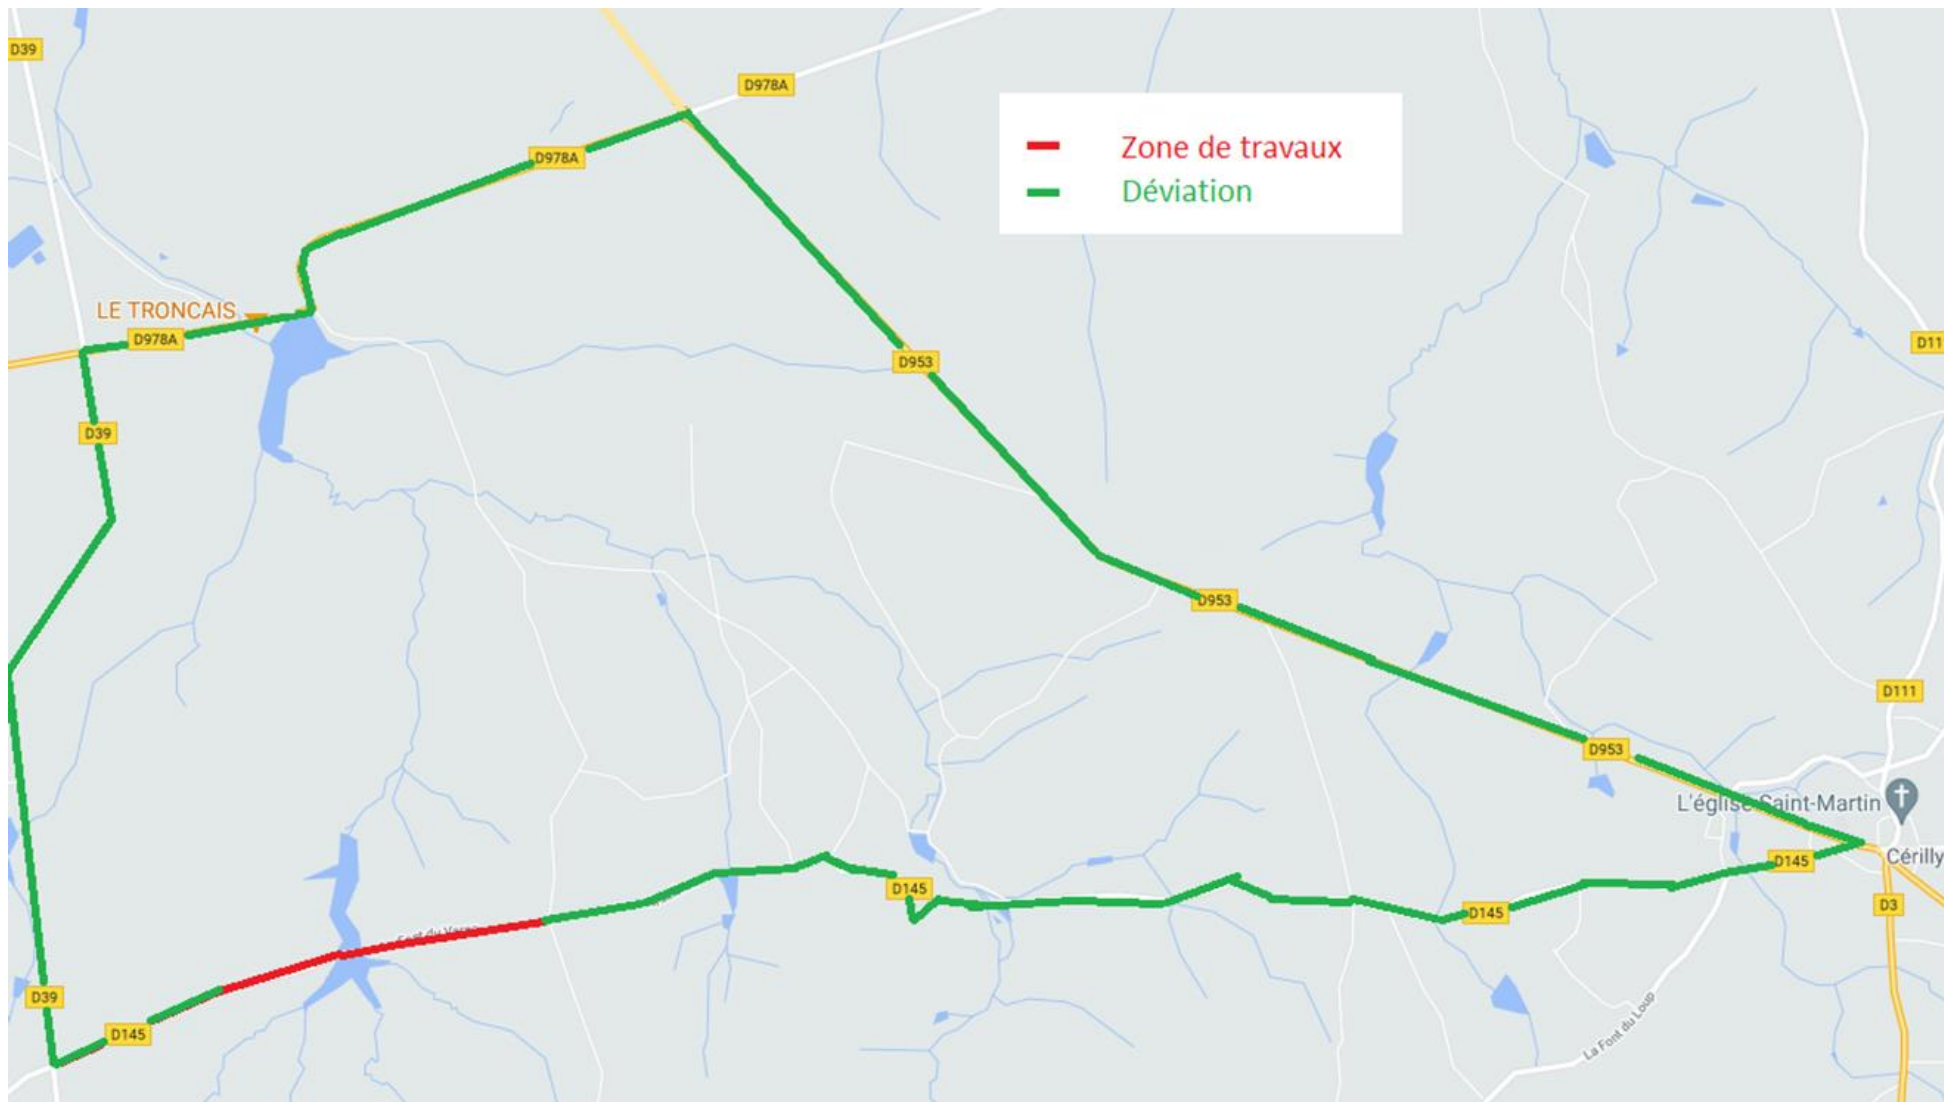 D39
D978A
Zone de travaux
D978A
Déviation
LE TRONCAIS
D978A
D11
D953
D39
D953
D111
D953
L'église Saint-Martin
D145
Cérilly
D145
D3
D145
D39
D145
La Font du Loup